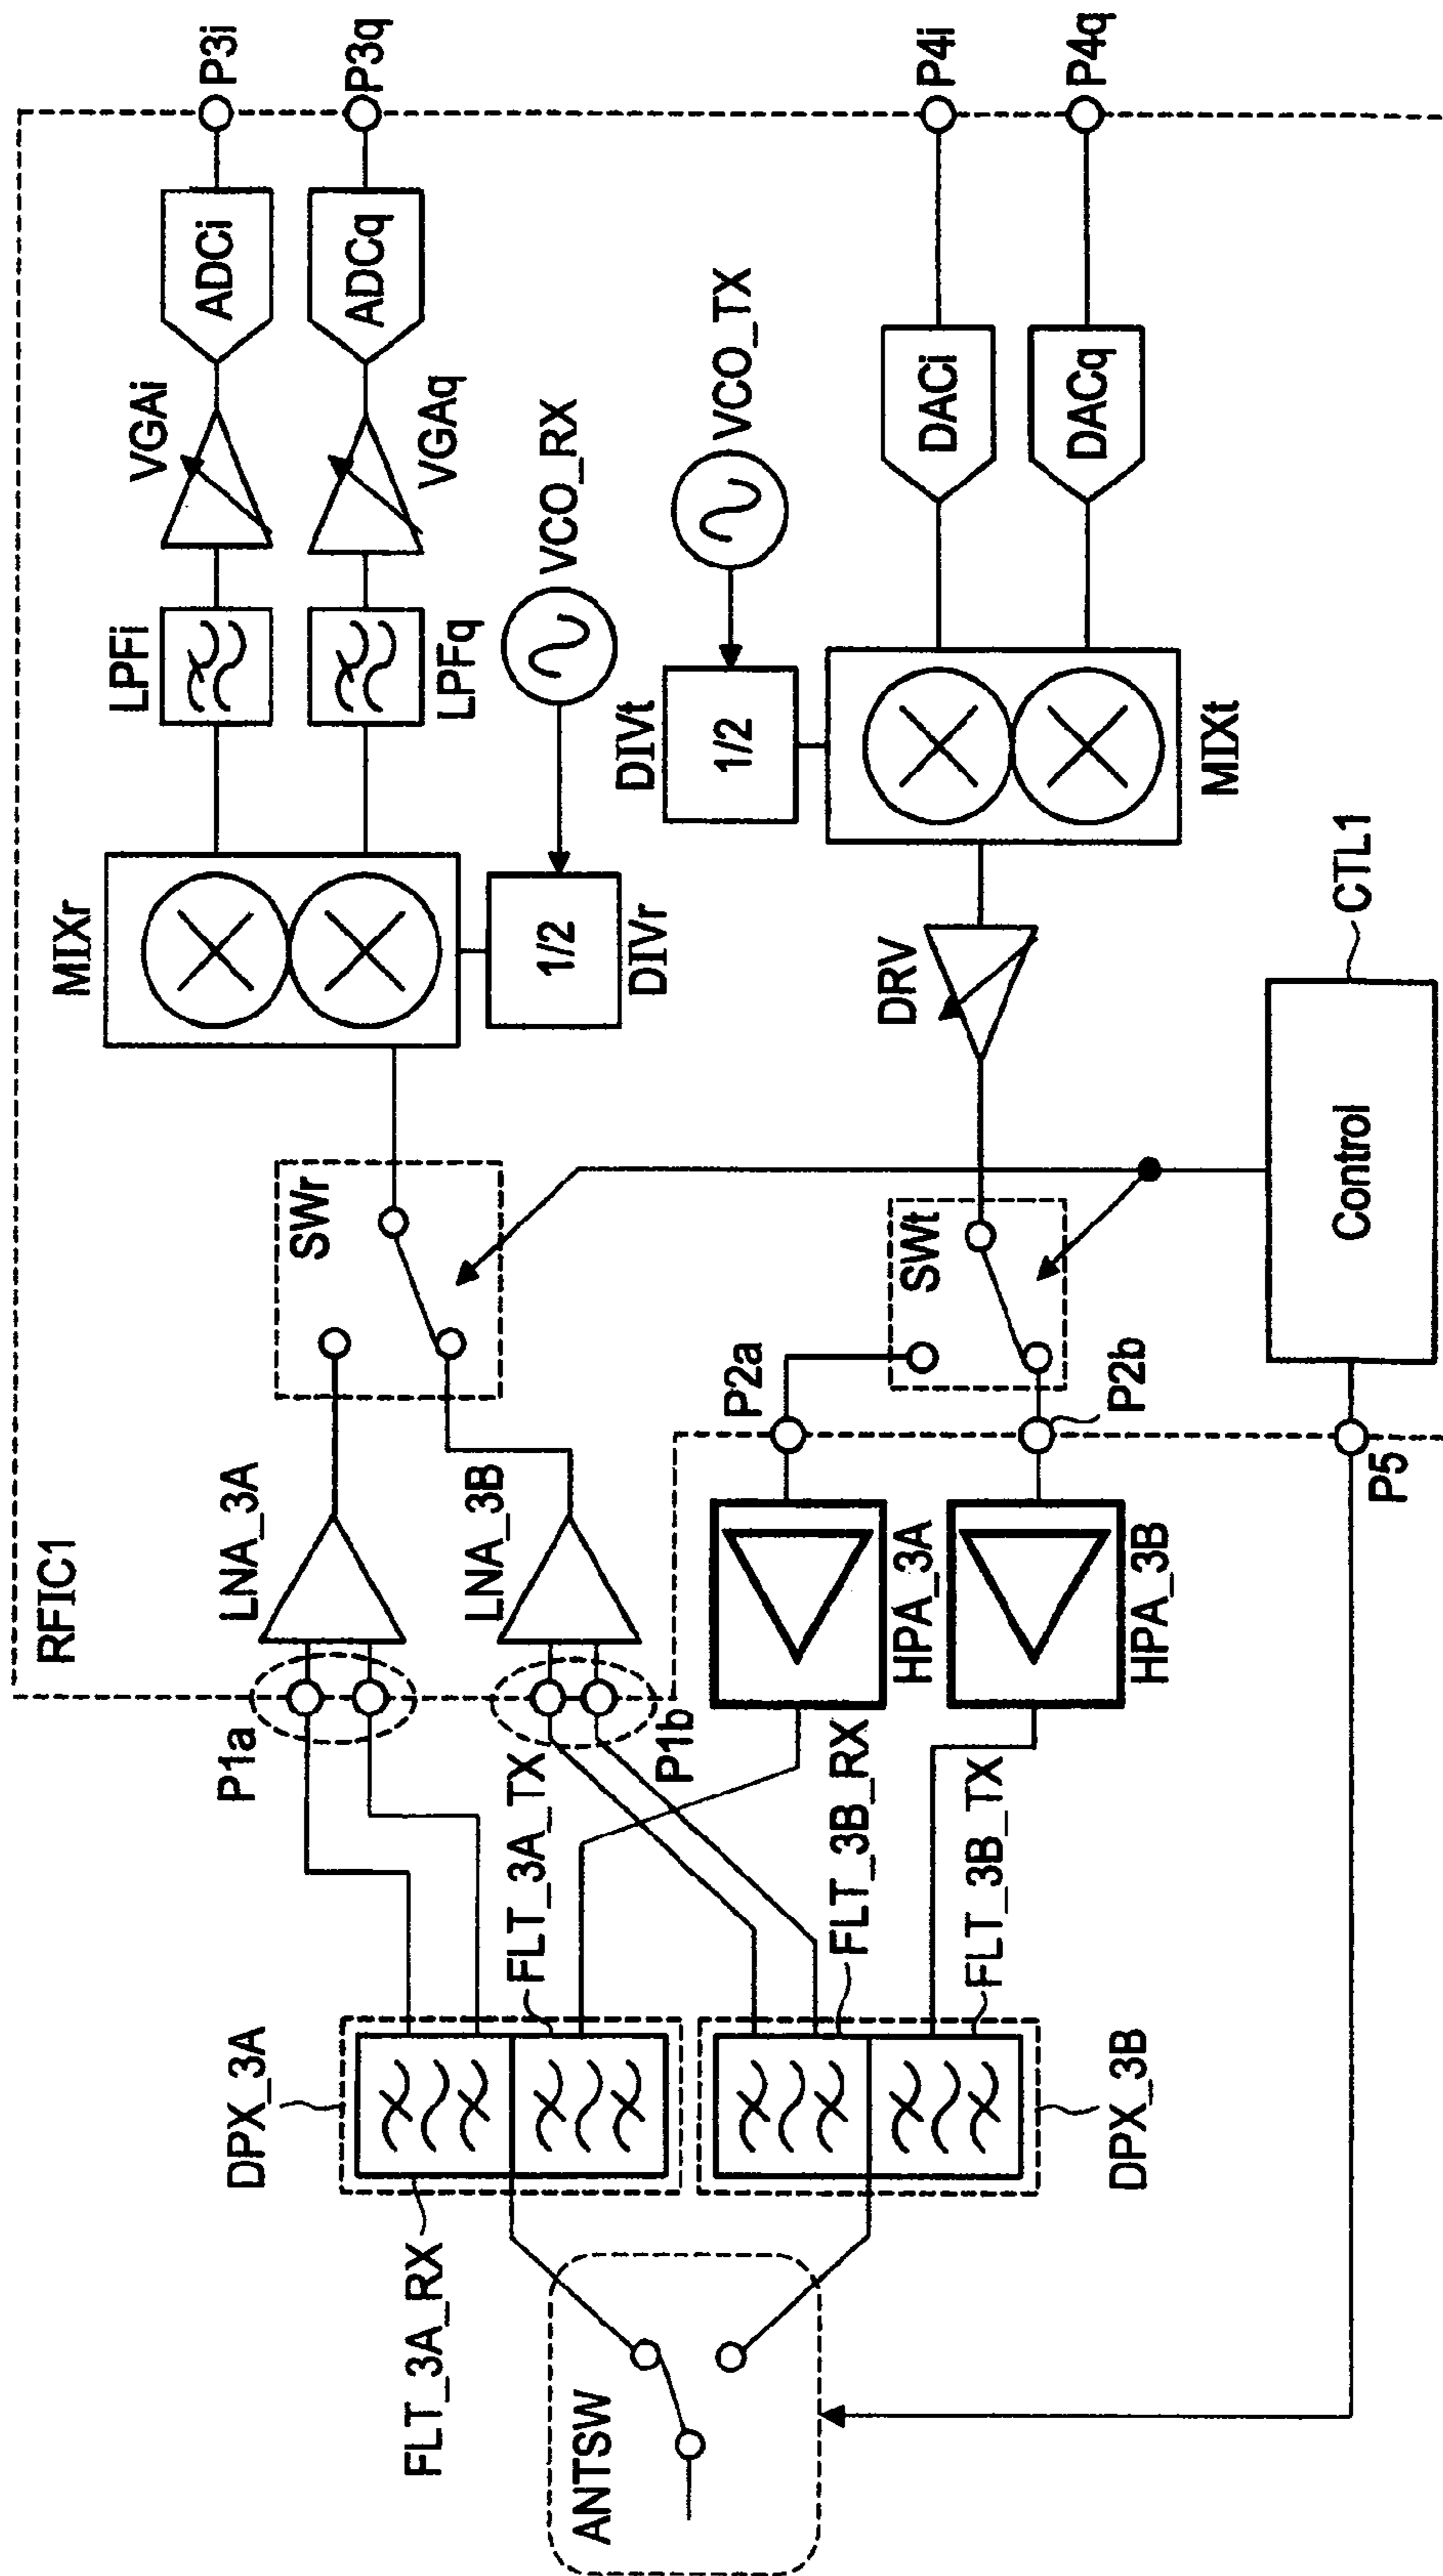 RFIC1
ANTSW
FLT_3A_RX
DPX_3A
FLT_3A_TX
FLT_3B_RX
FLT_3B_TX
DPX_3B
P1a
P1b
LNA_3A
LNA_3B
HPA_3A
HPA_3B
P2a
P2b
P5
SWr
SWt
MIXr
1/2
DIVr
VCO_RX
LPFi
LPFq
VGAi
VGAq
ADCi
ADCq
P3i
P3q
DRV
MIXt
DIVt
1/2
VCO_TX
DACi
DACq
P4i
P4q
Control
CTL1